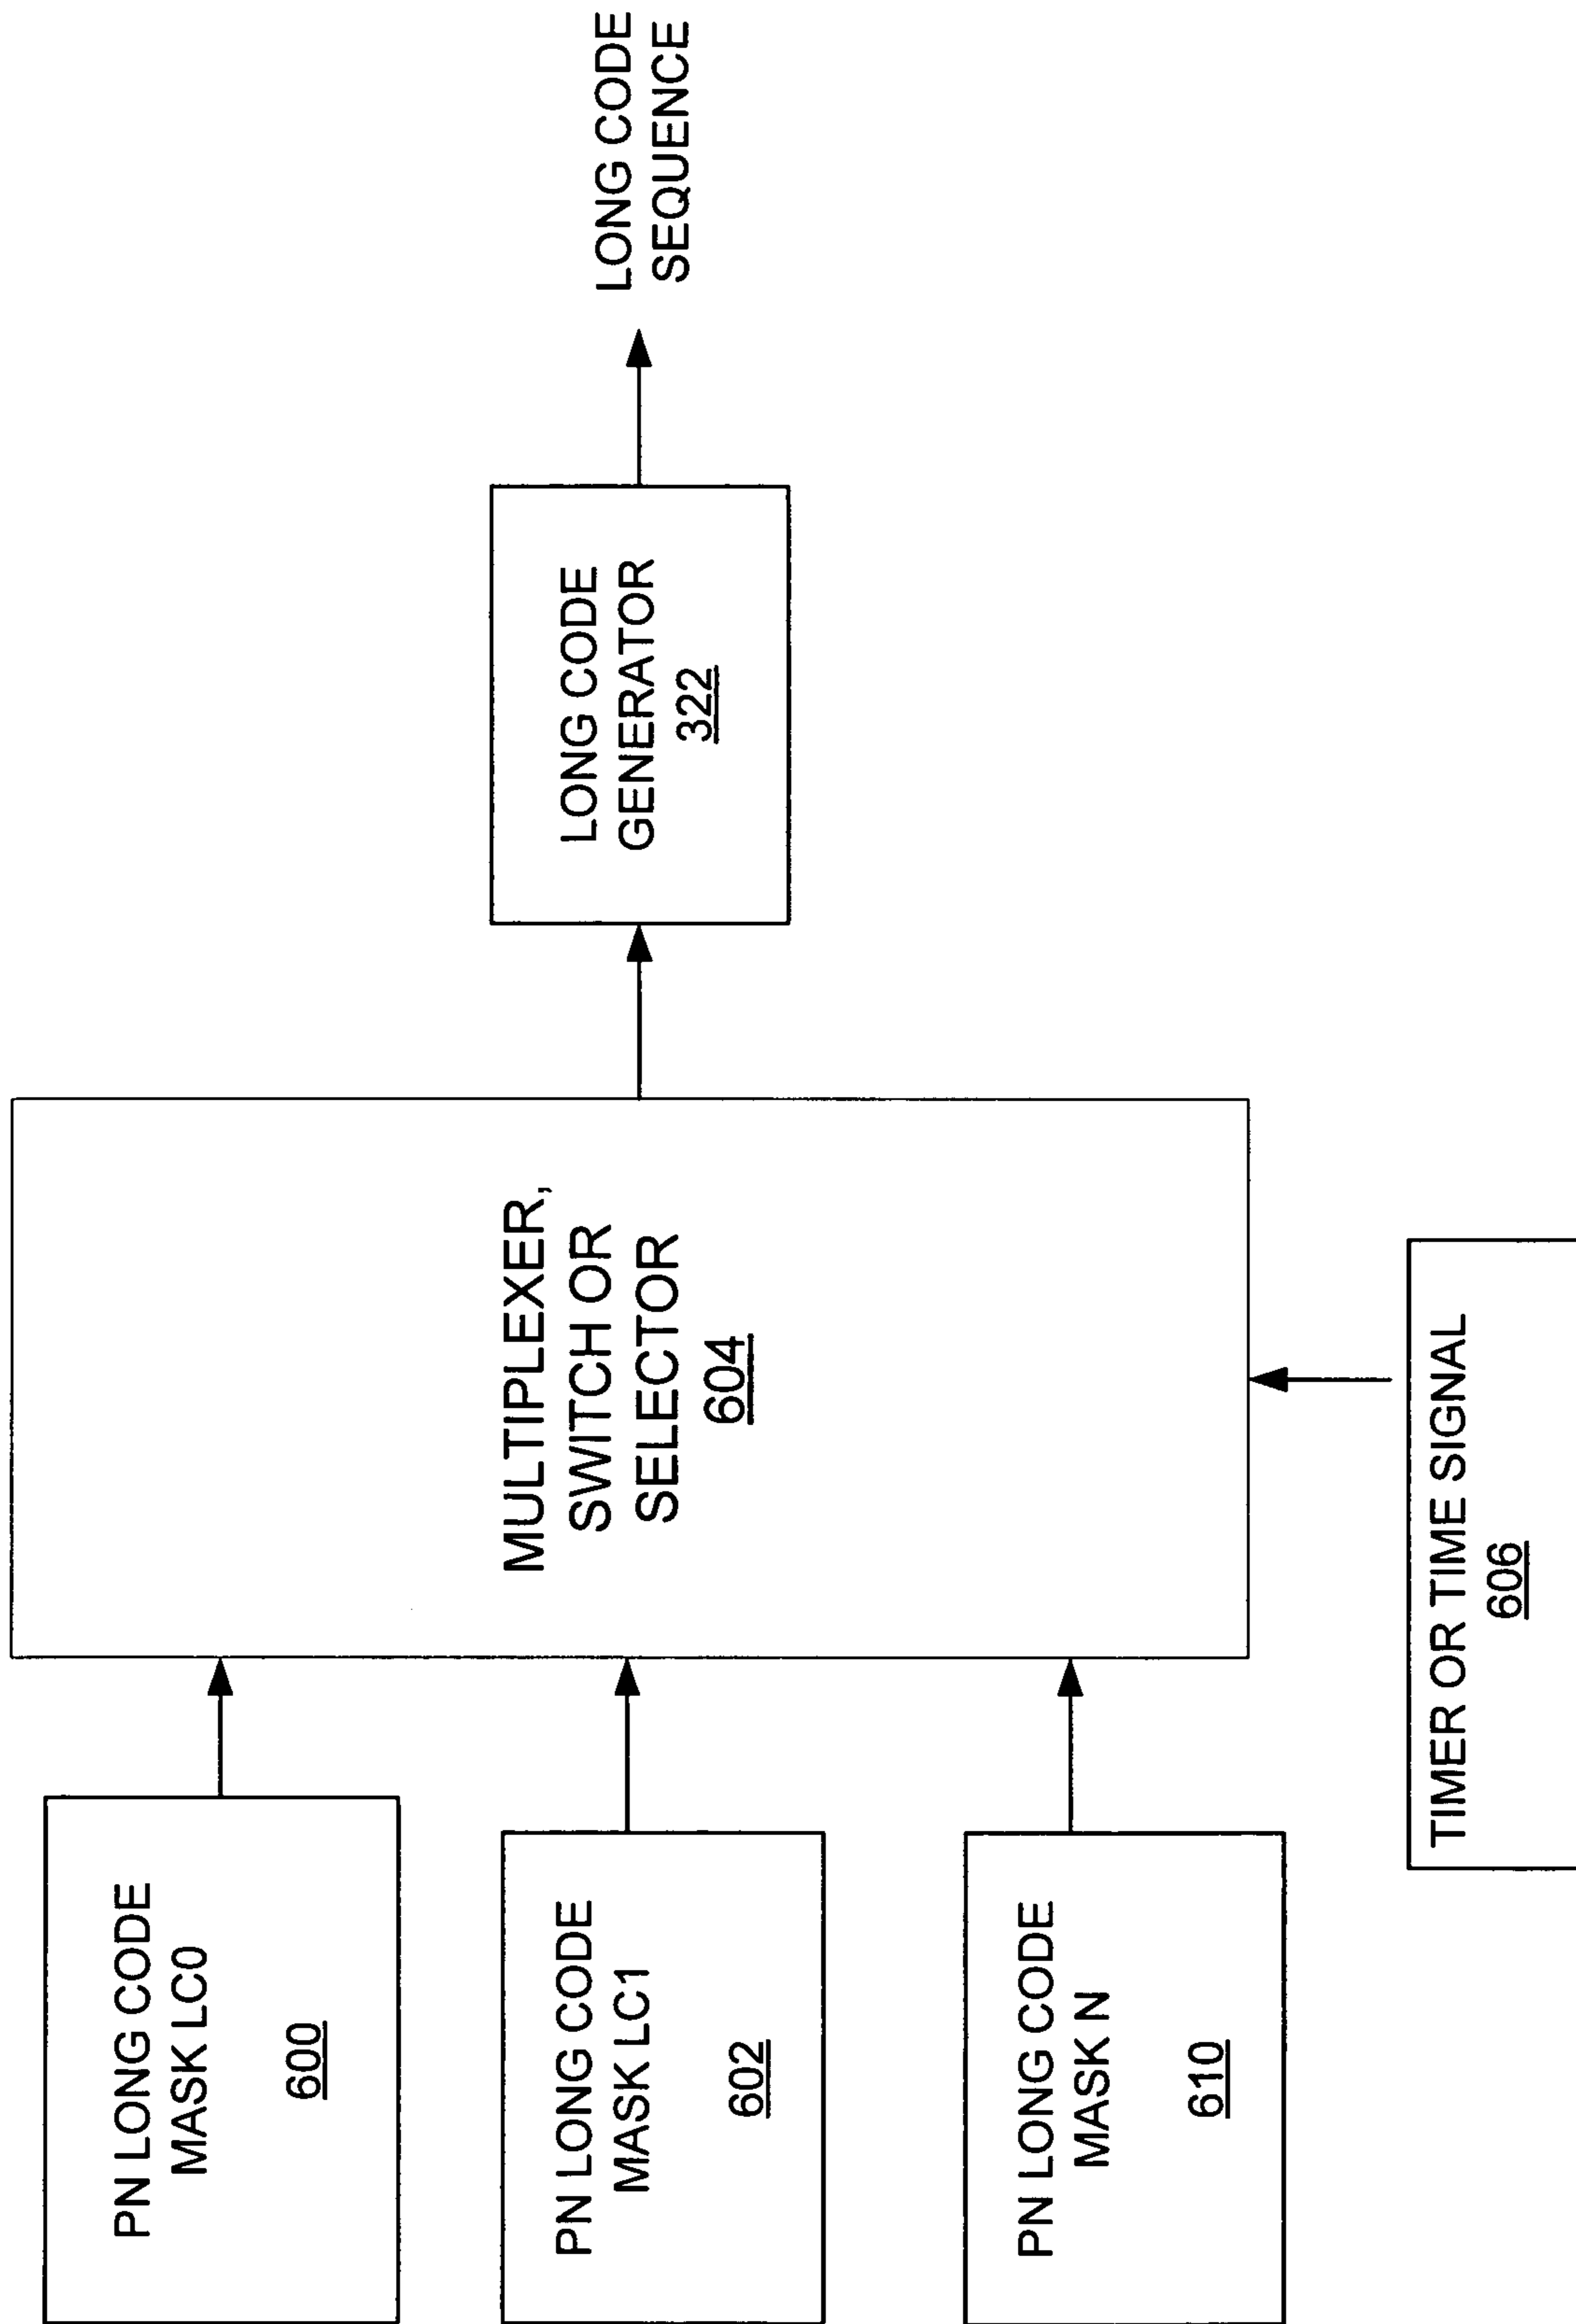 PN LONG CODE
MASK LC0
600
PN LONG CODE
MASK LC1
602
PN LONG CODE
MASK N
610
MULTIPLEXER,
SWITCH OR
SELECTOR
604
TIMER OR TIME SIGNAL
606
LONG CODE
GENERATOR
322
LONG CODE
SEQUENCE